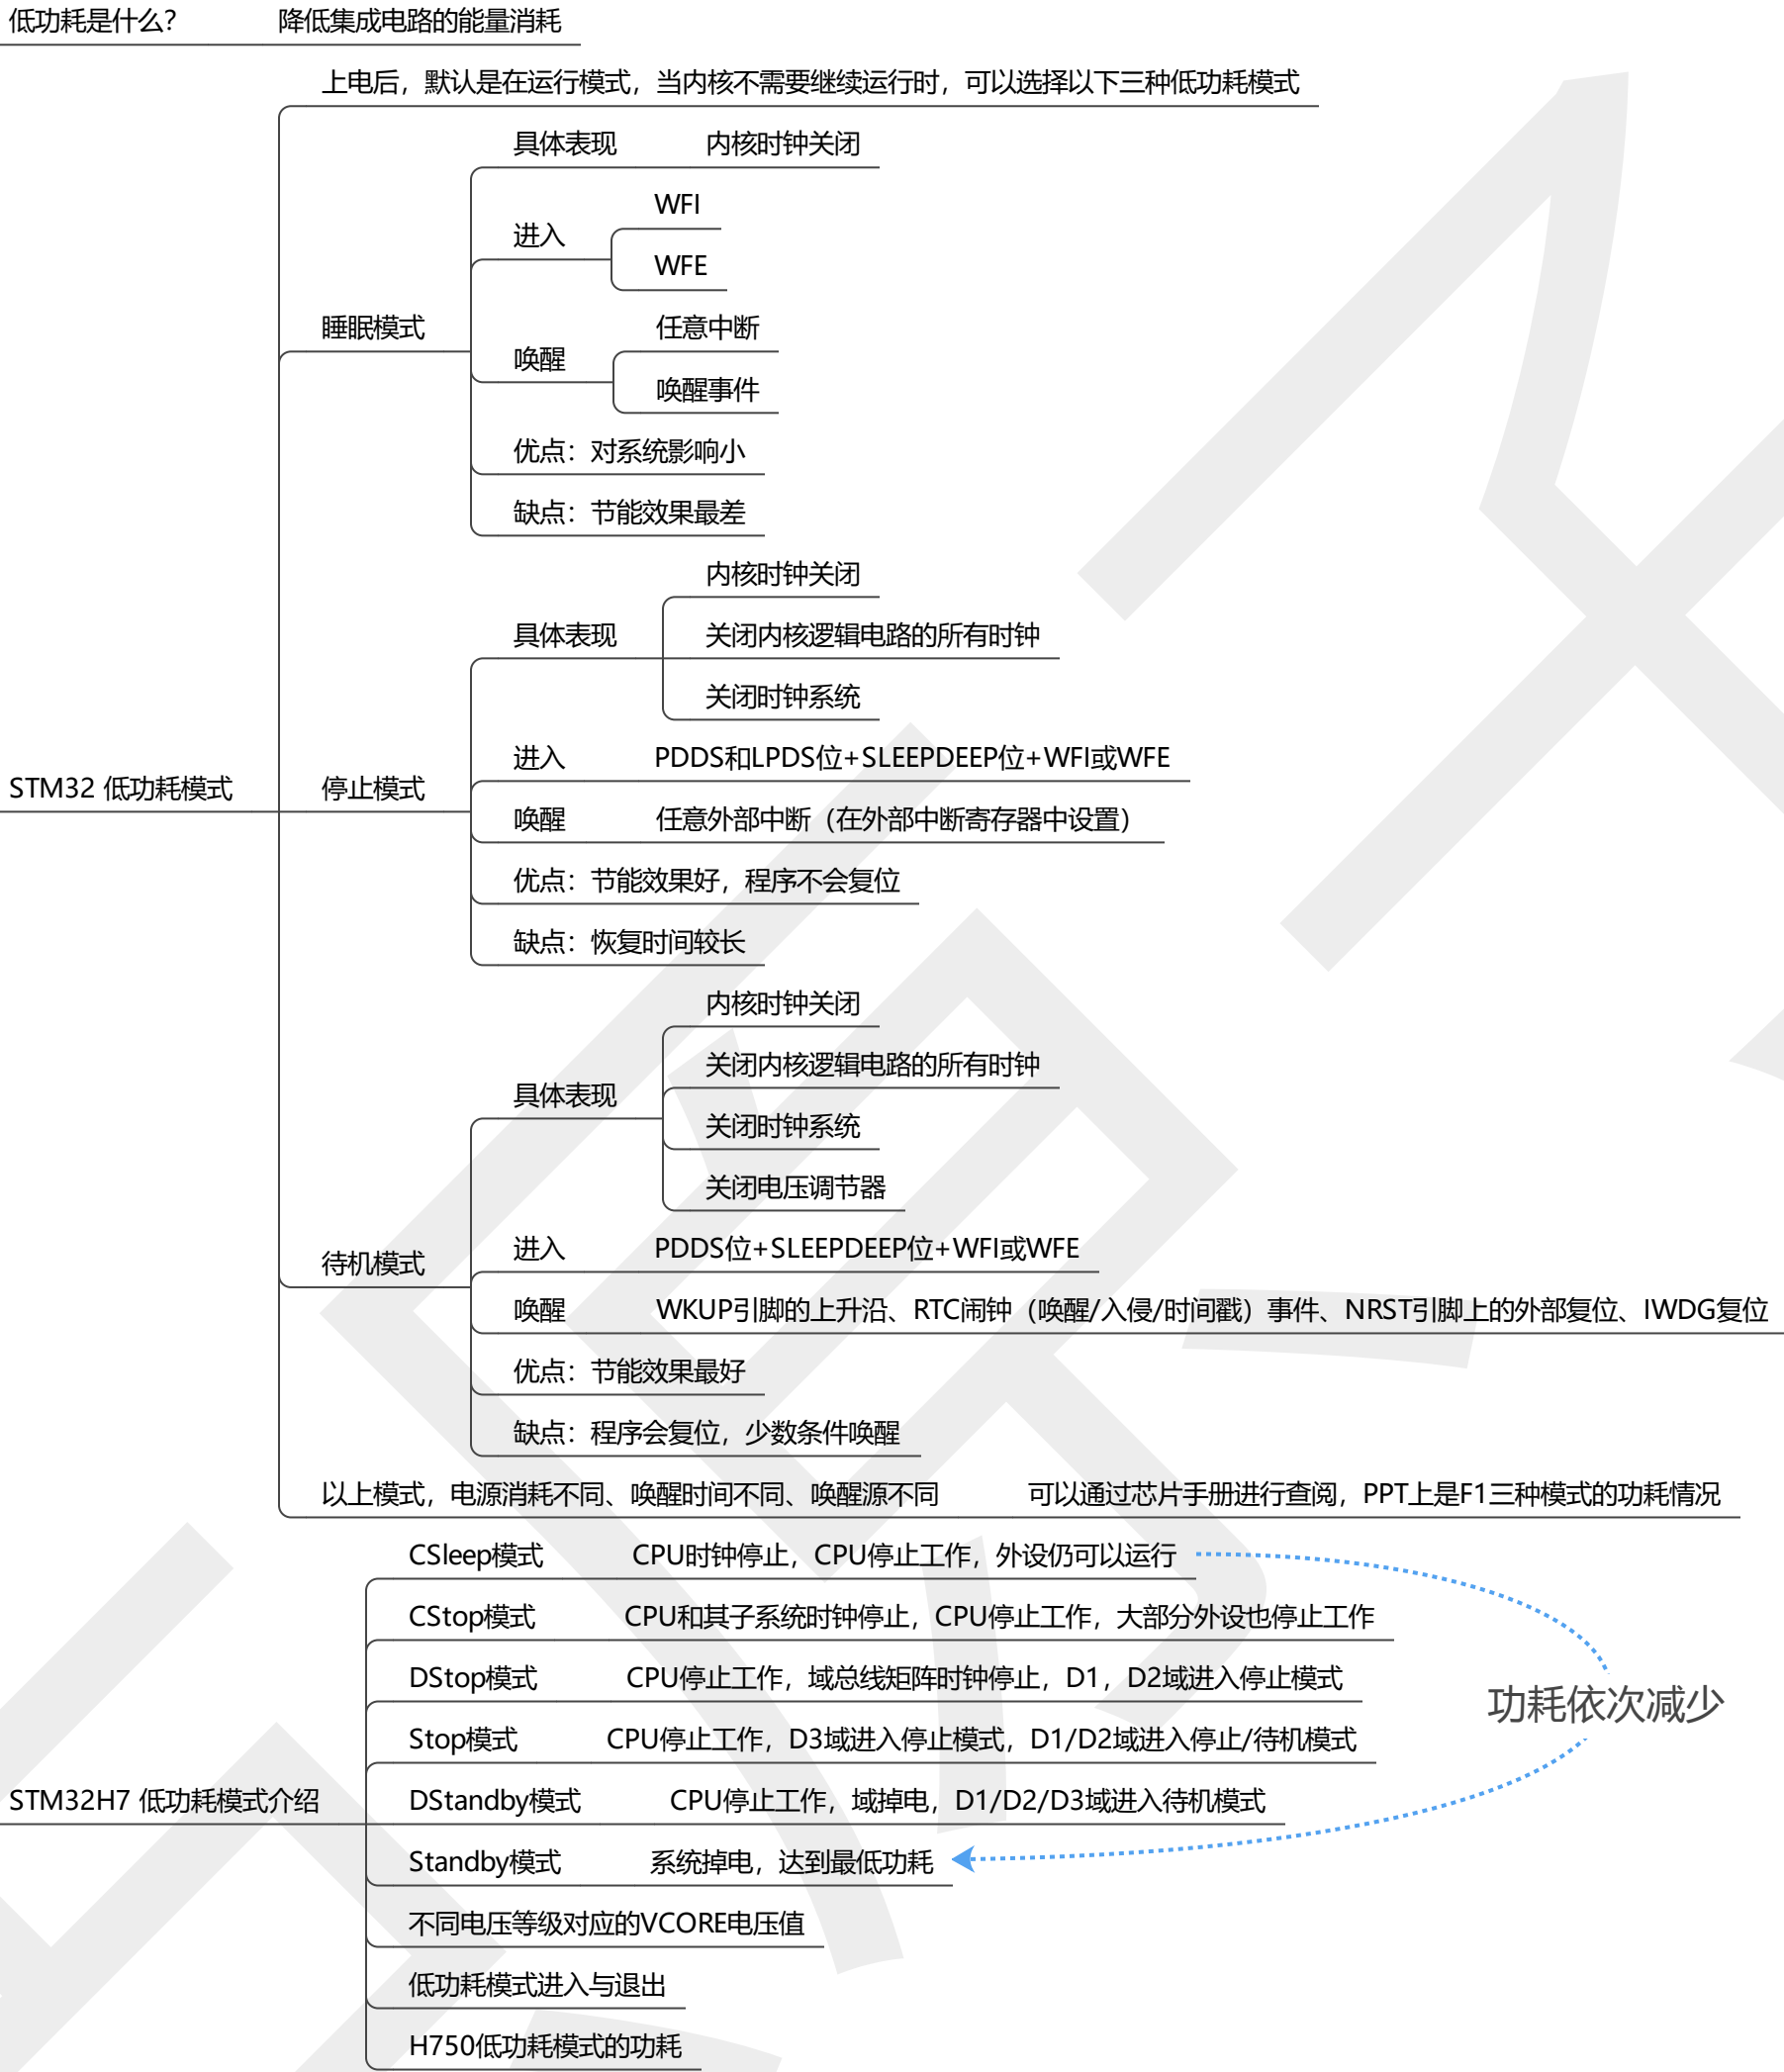 低功耗是什么? 降低集成电路的能量消耗
上电后，默认是在运行模式，当内核不需要继续运行时，可以选择以下三种低功耗模式
具体表现 内核时钟关闭
WFI
进入
WFE
睡眠模式
任意中断
唤醒
唤醒事件
优点：对系统影响小
缺点：节能效果最差
内核时钟关闭
具体表现 关闭内核逻辑电路的所有时钟
关闭时钟系统
进入 PDDS和LPDS位+SLEEPDEEP位+WFI或WFE
STM32 低功耗模式 停止模式
唤醒 任意外部中断（在外部中断寄存器中设置）
优点：节能效果好，程序不会复位
缺点：恢复时间较长
内核时钟关闭
关闭内核逻辑电路的所有时钟
具体表现
关闭时钟系统
关闭电压调节器
进入 PDDS位+SLEEPDEEP位+WFI或WFE
待机模式
唤醒 WKUP引脚的上升沿、RTC闹钟（唤醒/入侵/时间戳）事件、NRST引脚上的外部复位、IWDG复位
优点：节能效果最好
缺点：程序会复位，少数条件唤醒
以上模式，电源消耗不同、唤醒时间不同、唤醒源不同 可以通过芯片手册进行查阅，PPT上是F1三种模式的功耗情况
CSleep模式 CPU时钟停止，CPU停止工作，外设仍可以运行
CStop模式 CPU和其子系统时钟停止，CPU停止工作，大部分外设也停止工作
DStop模式 CPU停止工作，域总线矩阵时钟停止，D1，D2域进入停止模式
功耗依次减少
Stop模式 CPU停止工作，D3域进入停止模式，D1/D2域进入停止/待机模式
STM32H7 低功耗模式介绍
DStandby模式 CPU停止工作，域掉电，D1/D2/D3域进入待机模式
Standby模式 系统掉电，达到最低功耗
不同电压等级对应的VCORE电压值
低功耗模式进入与退出
H750低功耗模式的功耗